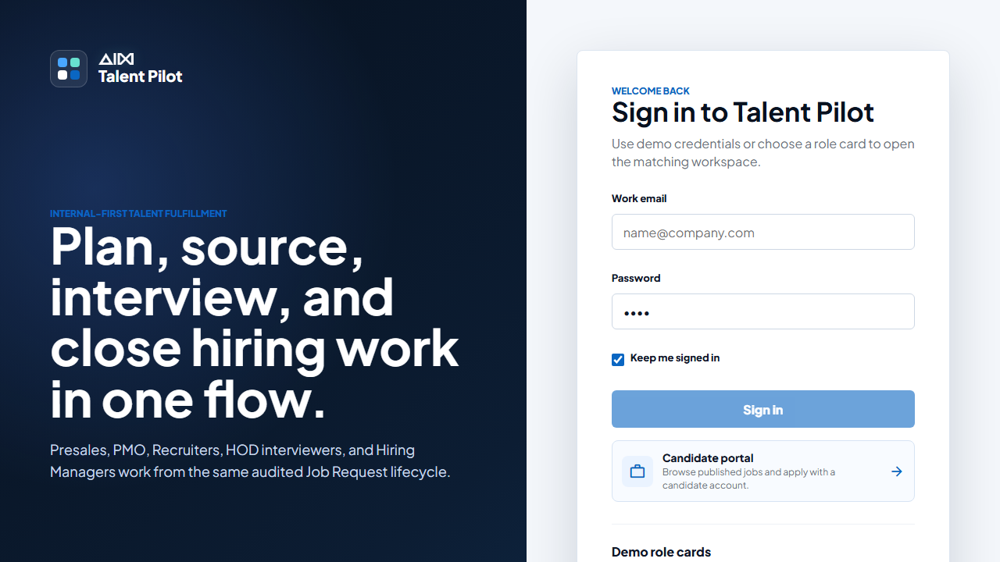 AIM
Talent Pilot
INTERNAL-FIRST TALENT FULFILLMENT
Plan, source,
interview, and
close hiring work
in one flow.
Presales, PMO, Recruiters, HOD interviewers, and Hiring
Managers work from the same audited Job Request lifecycle.
WELCOME BACK
Sign in to Talent Pilot
Use demo credentials or choose a role card to open
the matching workspace.
Work email
name@company.com
Password
Keep me signed in
Sign in
Candidate portal
Browse published jobs and apply with a
candidate account.
Demo role cards